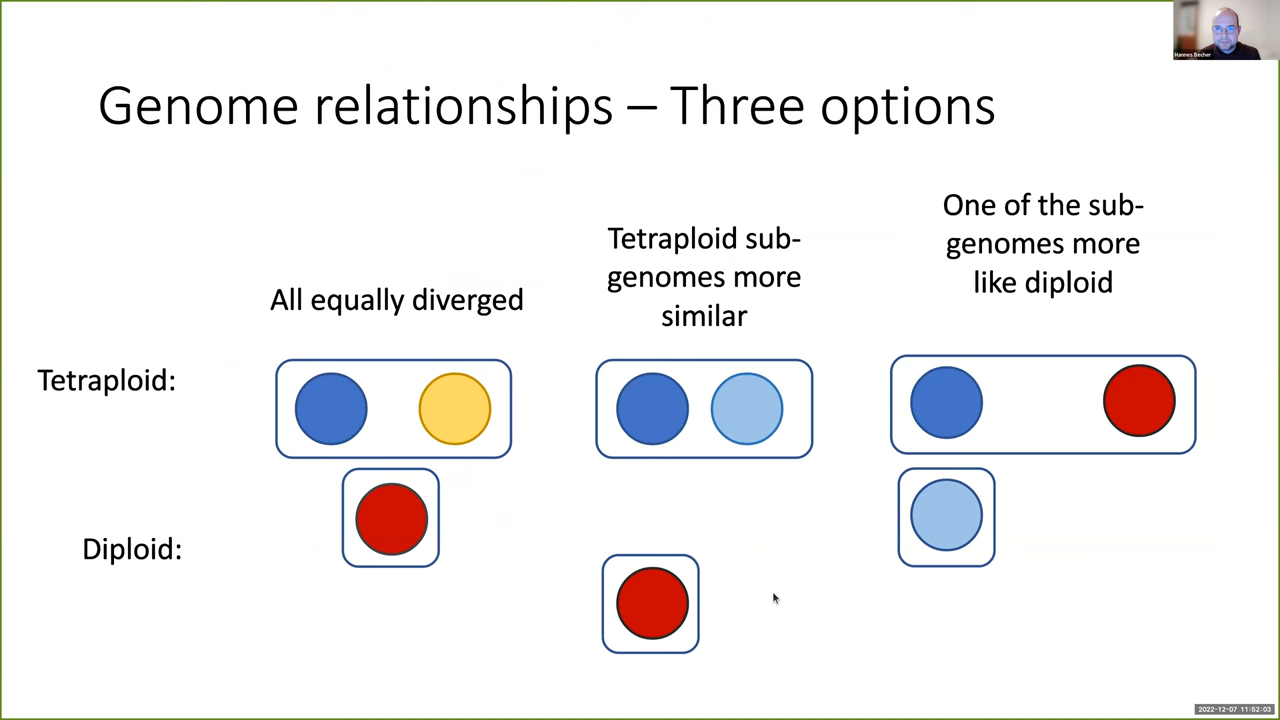 Hannes Becher
Genome relationships – Three options
All equally diverged
Tetraploid sub-
genomes more
similar
One of the sub-
genomes more
like diploid
Tetraploid:
Diploid:
2022-12-07 11:52:03